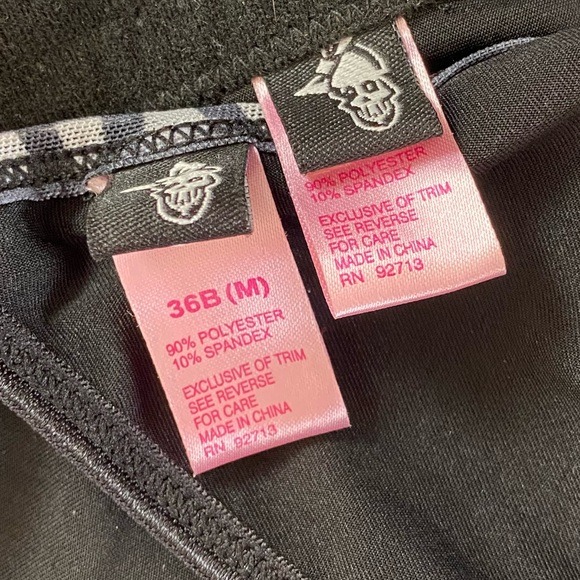 36B (M)
90% POLYESTER
10% SPANDEX
EXCLUSIVE OF TRIM
SEE REVERSE
FOR CARE
MADE IN CHINA
RN 92713
90% POLYESTER
10% SPANDEX
EXCLUSIVE OF TRIM
SEE REVERSE
FOR CARE
MADE IN CHINA
RN 92713